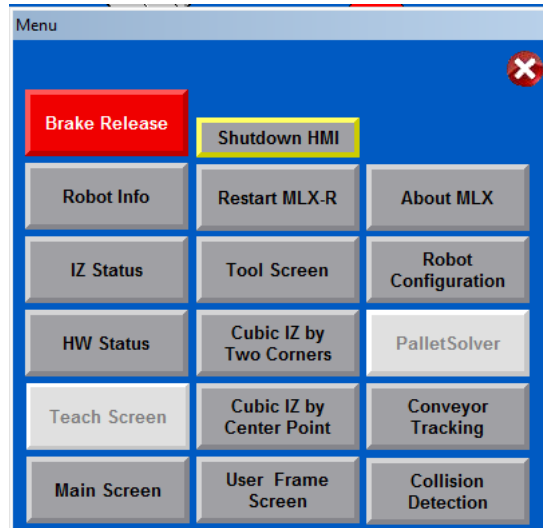 Menu
Brake Release
Shutdown HMI
Robot Info
Restart MLX-R
About MLX
IZ Status
Tool Screen
Robot
Configuration
HW Status
Cubic IZ by
Two Corners
PalletSolver
Teach Screen
Cubic IZ by
Center Point
Conveyor
Tracking
Main Screen
User Frame
Screen
Collision
Detection